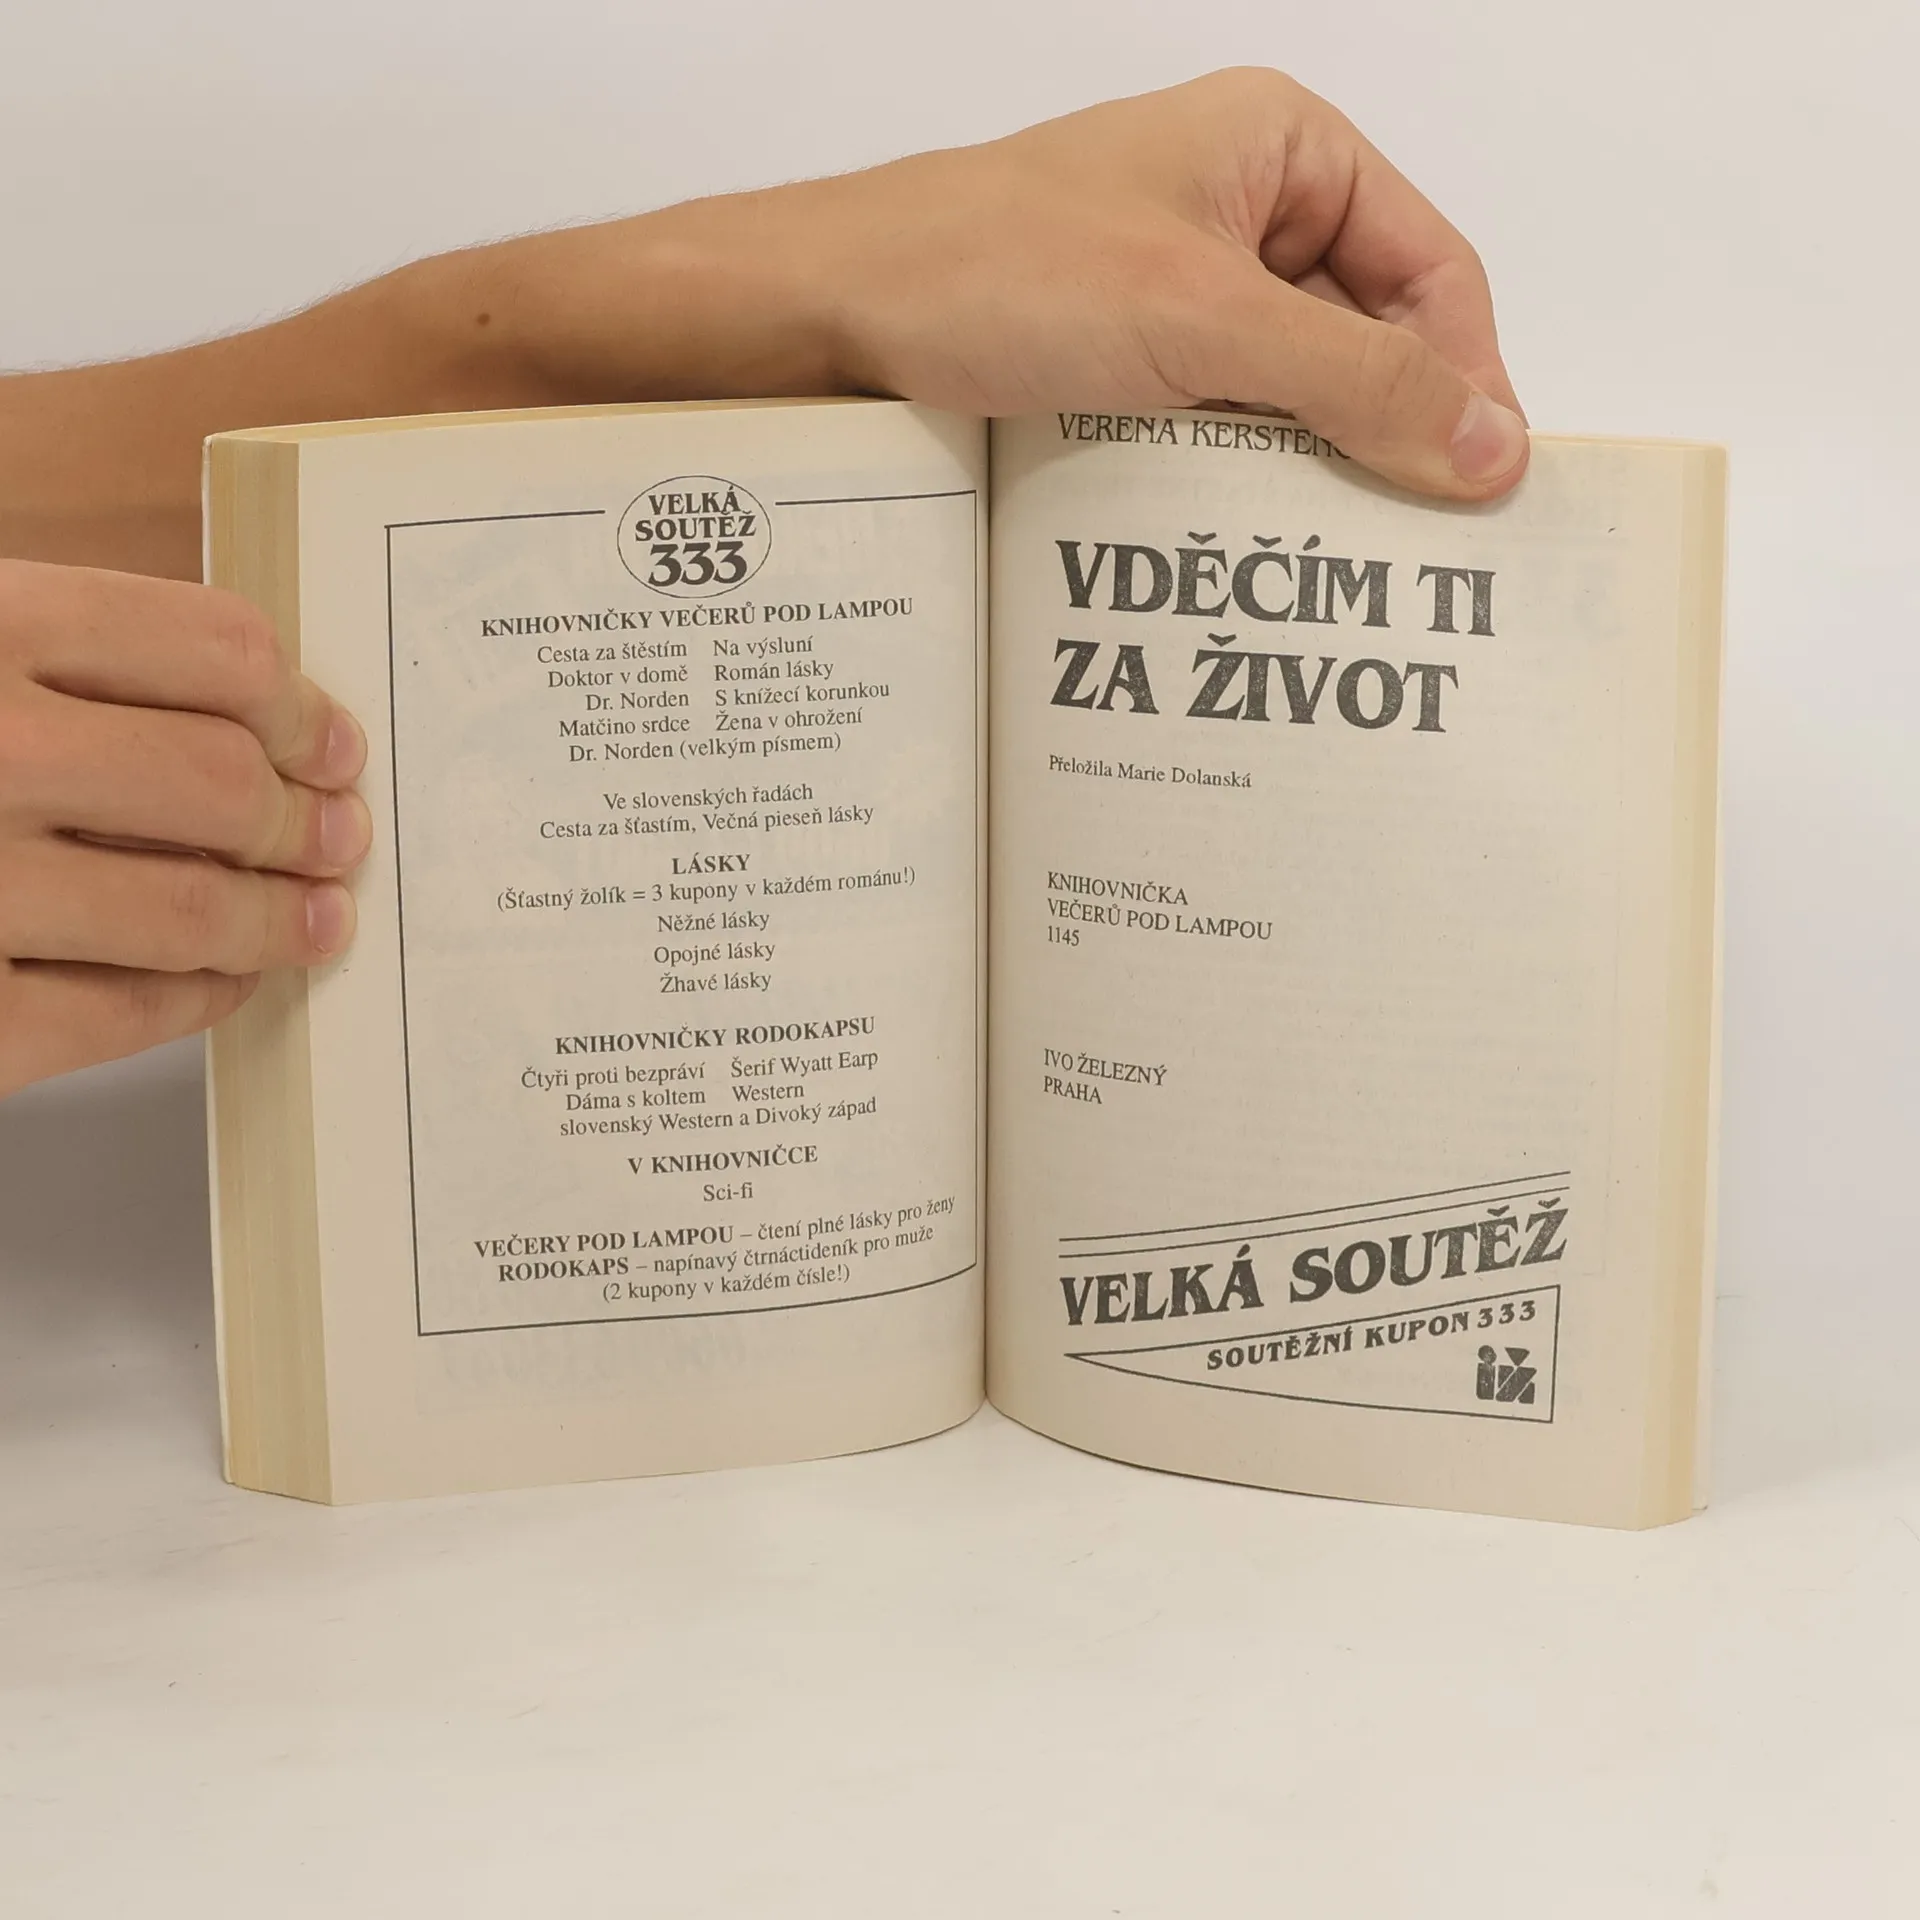 VELKÁ
SOUTĚŽ
333
KNIHOVNIČKY VEČERŮ POD LAMPOU
Cesta za štěstím Na výsluní
Doktor v domě Román lásky
Dr. Norden S knížecí korunkou
Matčino srdce Žena v ohrožení
Dr. Norden (velkým písmem)
Ve slovenských řadách
Cesta za šťastím, Večná pieseň lásky
LÁSKY
(Šťastný žolík = 3 kupony v každém románu!)
Něžné lásky
Opojné lásky
Žhavé lásky
KNIHOVNIČKY RODOKAPSU
Čtyři proti bezpráví Šerif Wyatt Earp
Dáma s koltem Western
slovenský Western a Divoký západ
V KNIHOVNIČCE
Sci-fi
VEČERY POD LAMPOU – čtení plné lásky pro ženy
RODOKAPS – napínavý čtrnáctideník pro muže
(2 kupony v každém čísle!)
VERENA
VDĚČÍM TI
ZA ŽIVOT
Přeložila Marie Dolanská
KNIHOVNIČKA
VEČERŮ POD LAMPOU
1145
IVO ŽELEZNÝ
PRAHA
VELKÁ SOUTĚŽ
SOUTĚŽNÍ KUPON 333
iž